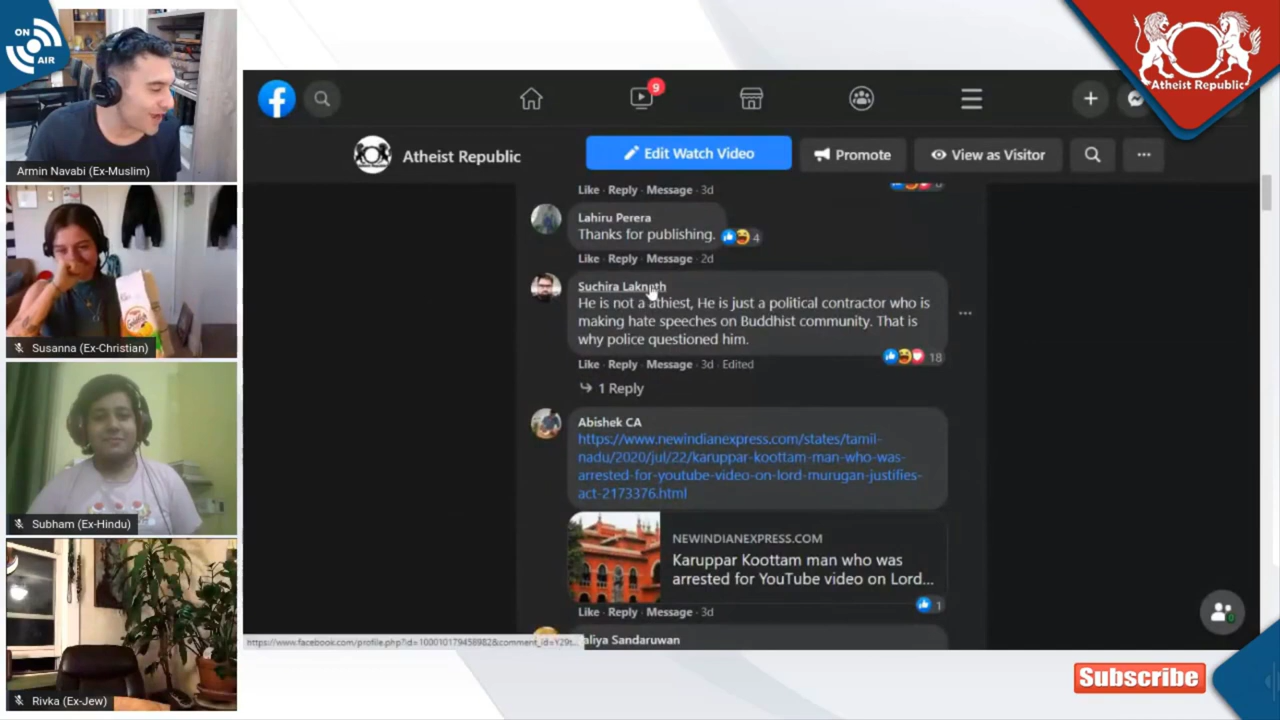 ON
AIR
Armin Navabi (Ex-Muslim)
Susanna (Ex-Christian)
Subham (Ex-Hindu)
Rivka (Ex-Jew)
9
Atheist Republic
Atheist Republic
Edit Watch Video
Promote
View as Visitor
Like · Reply · Message · 3d
Lahiru Perera
Thanks for publishing.
4
Like · Reply · Message · 2d
Suchira Laknath
He is not a athiest, He is just a political contractor who is
making hate speeches on Buddhist community. That is
why police questioned him.
18
Like · Reply · Message · 3d · Edited
1 Reply
Abishek CA
https://www.newindianexpress.com/states/tamil-
nadu/2020/jul/22/karuppar-koottam-man-who-was-
arrested-for-youtube-video-on-lord-murugan-justifies-
act-2173376.html
NEWINDIANEXPRESS.COM
Karuppar Koottam man who was
arrested for YouTube video on Lord...
1
Like · Reply · Message · 3d
aliya Sandaruwan
0
Subscribe